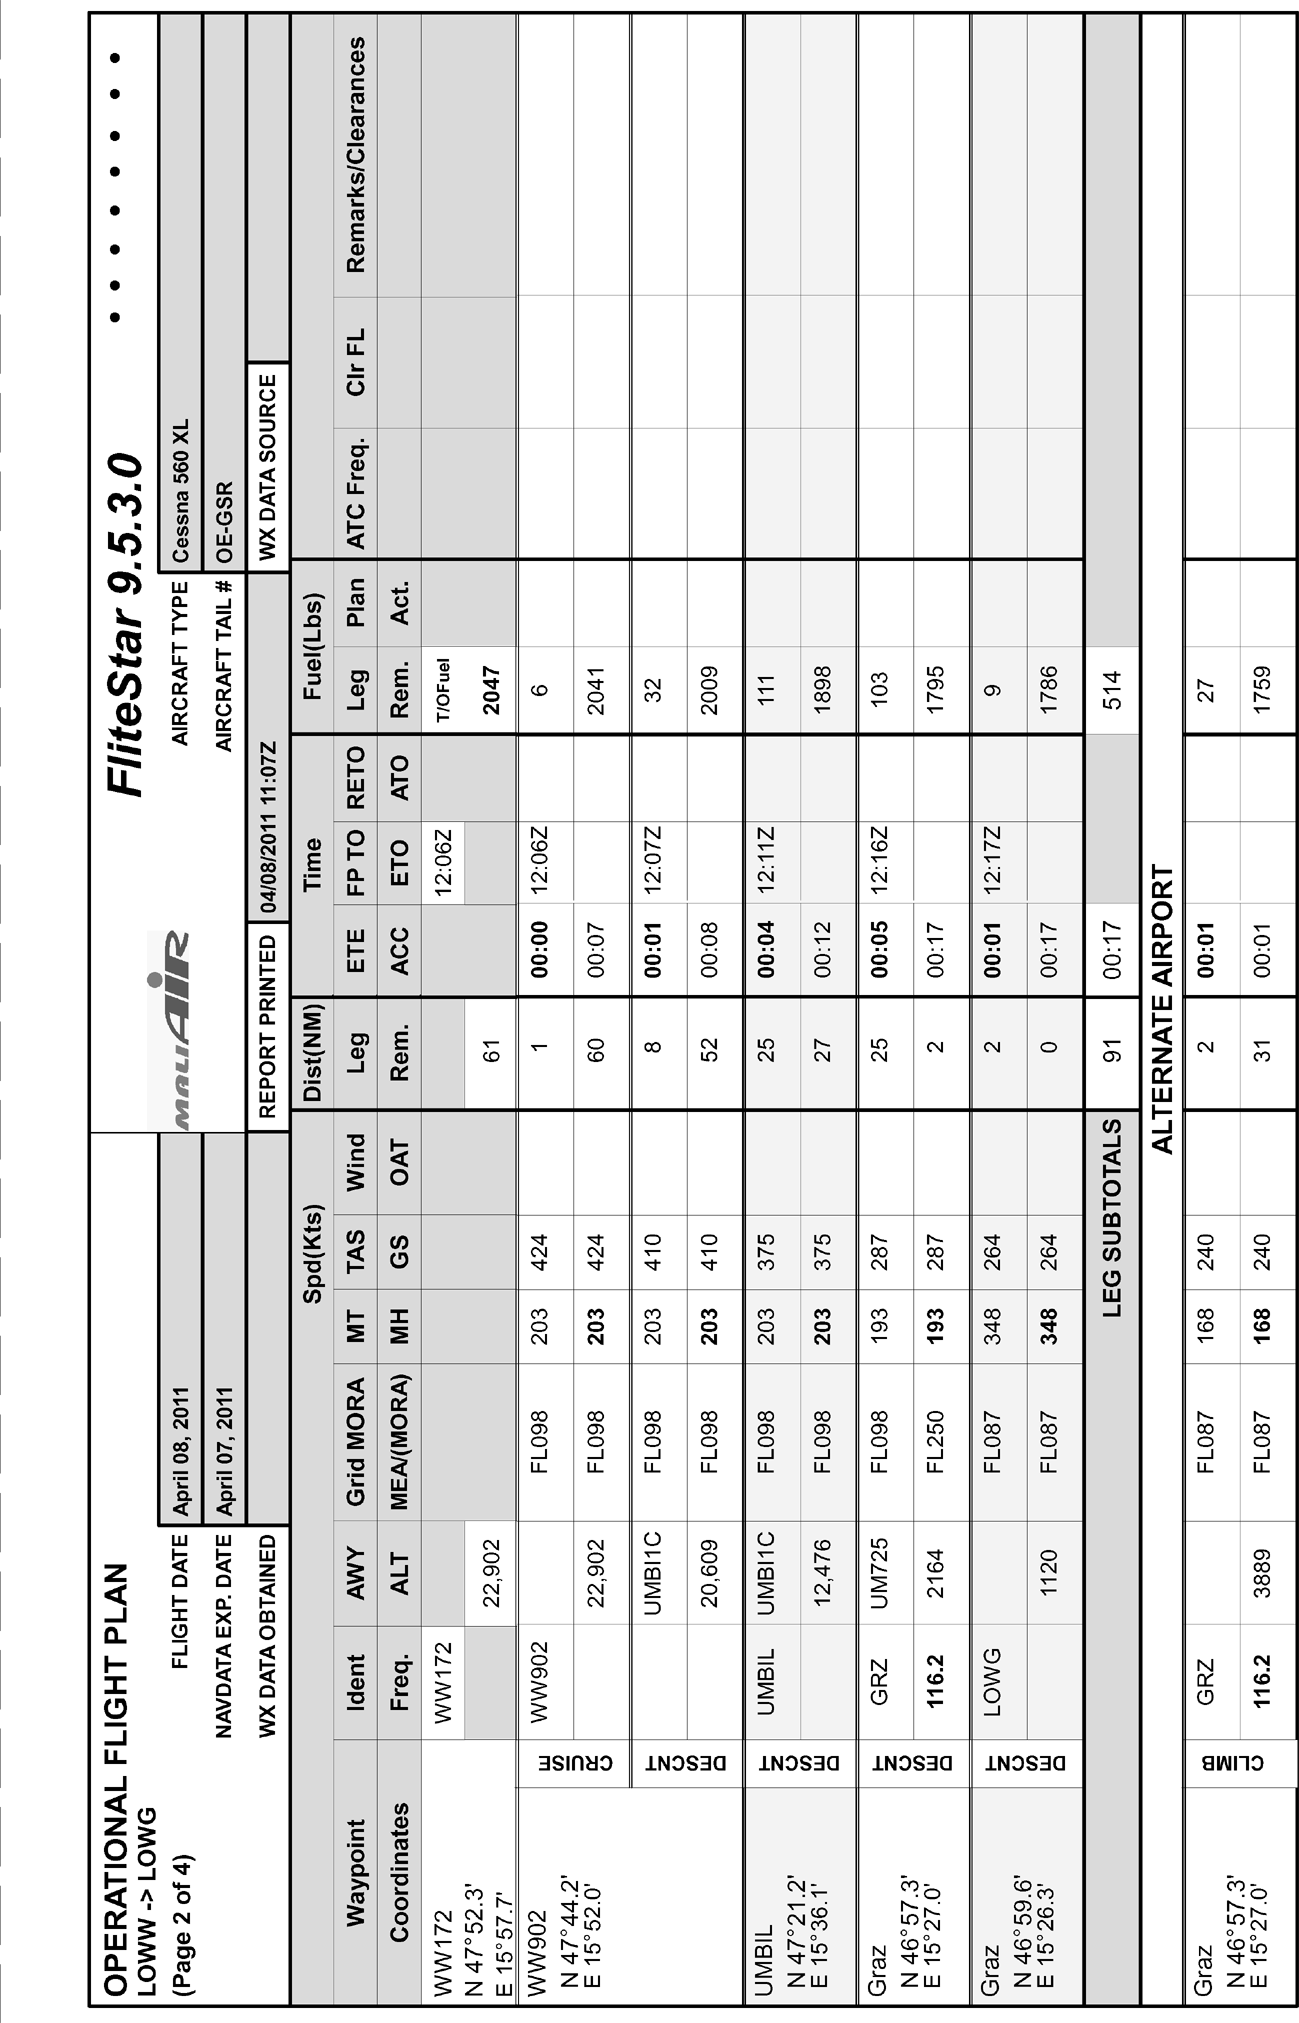 OPERATIONAL FLIGHT PLAN
LOWW -> LOWG
(Page 2 of 4)
MALIAIR
FliteStar 9.5.3.0
FLIGHT DATE April 08, 2011 AIRCRAFT TYPE Cessna 560 XL
NAVDATA EXP. DATE April 07, 2011 AIRCRAFT TAIL # OE-GSR
WX DATA OBTAINED REPORT PRINTED 04/08/2011 11:07Z WX DATA SOURCE
Spd(Kts) Dist(NM) Time Fuel(Lbs)
Waypoint Ident AWY Grid MORA MT TAS Wind Leg ETE FP TO RETO Leg Plan ATC Freq. Clr FL Remarks/Clearances
Coordinates Freq. ALT MEA/(MORA) MH GS OAT Rem. ACC ETO ATO Rem. Act.
WW172 WW172 12:06Z T/OFuel
N 47°52.3' 22,902 61 2047
E 15°57.7'
WW902 CRUISE WW902 FL098 203 424 1 00:00 12:06Z 6
N 47°44.2' 22,902 FL098 203 424 60 00:07 2041
E 15°52.0'
DESCNT UMBI1C FL098 203 410 8 00:01 12:07Z 32
20,609 FL098 203 410 52 00:08 2009
UMBIL DESCNT UMBIL UMBI1C FL098 203 375 25 00:04 12:11Z 111
N 47°21.2' 12,476 FL098 203 375 27 00:12 1898
E 15°36.1'
Graz DESCNT GRZ UM725 FL098 193 287 25 00:05 12:16Z 103
N 46°57.3' 116.2 2164 FL250 193 287 2 00:17 1795
E 15°27.0'
Graz DESCNT LOWG FL087 348 264 2 00:01 12:17Z 9
N 46°59.6' 1120 FL087 348 264 0 00:17 1786
E 15°26.3'
LEG SUBTOTALS 91 00:17 514
ALTERNATE AIRPORT
Graz CLIMB GRZ FL087 168 240 2 00:01 27
N 46°57.3' 116.2 3889 FL087 168 240 31 00:01 1759
E 15°27.0'